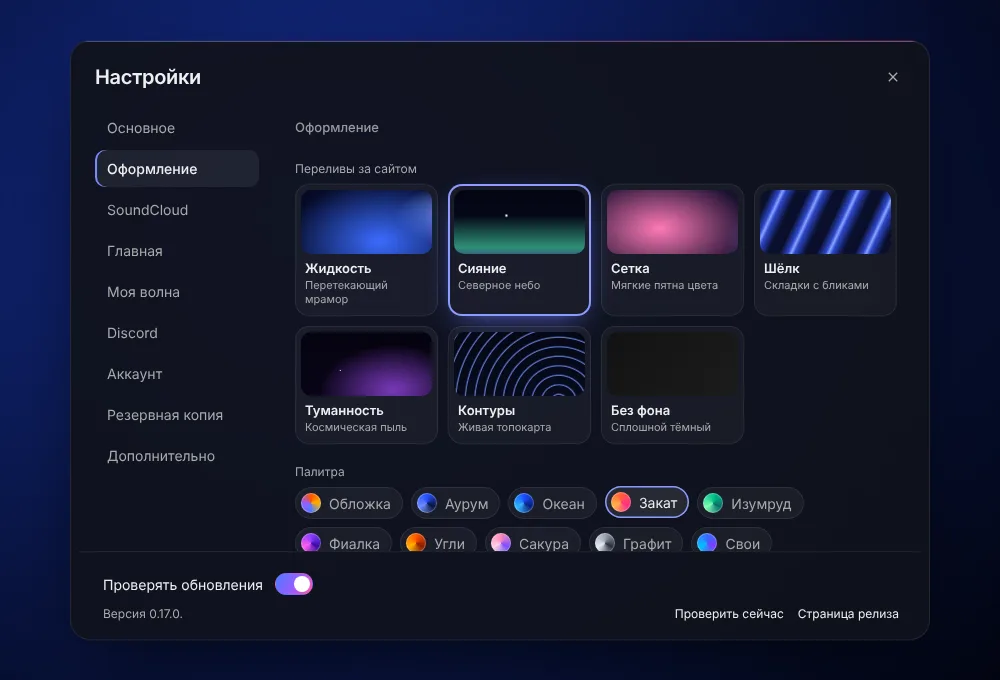 Настройки
Основное
Оформление
SoundCloud
Главная
Моя волна
Discord
Аккаунт
Резервная копия
Дополнительно
Оформление
Переливы за сайтом
Жидкость
Перетекающий
мрамор
Сияние
Северное небо
Сетка
Мягкие пятна цвета
Шёлк
Складки с бликами
Туманность
Космическая пыль
Контуры
Живая топокарта
Без фона
Сплошной тёмный
Палитра
Обложка
Аурум
Океан
Закат
Изумруд
Фиалка
Угли
Сакура
Графит
Свои
Проверять обновления
Версия 0.17.0.
Проверить сейчас
Страница релиза